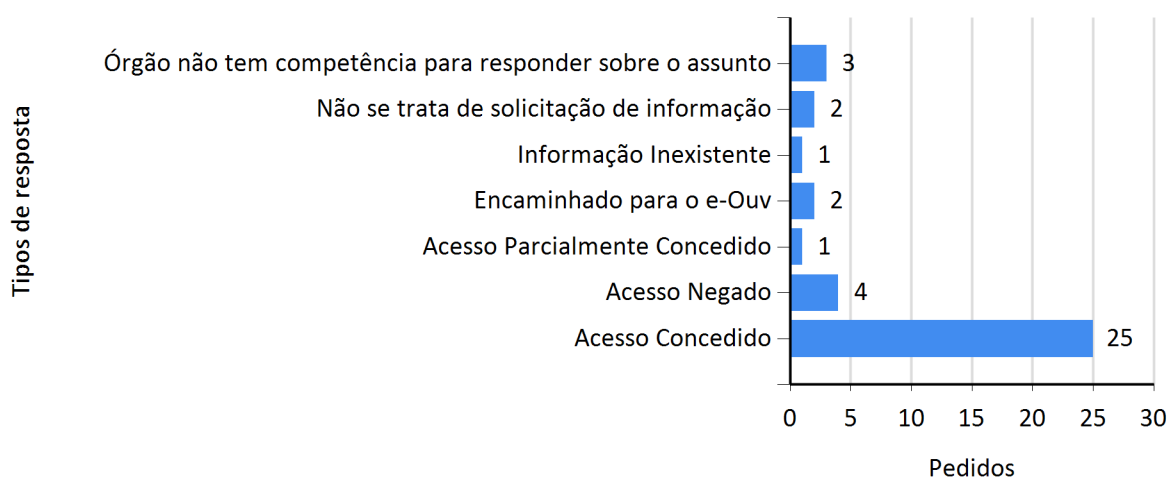 Tipos de resposta
Órgão não tem competência para responder sobre o assunto 3
Não se trata de solicitação de informação 2
Informação Inexistente 1
Encaminhado para o e-Ouv 2
Acesso Parcialmente Concedido 1
Acesso Negado 4
Acesso Concedido 25
0 5 10 15 20 25 30
Pedidos